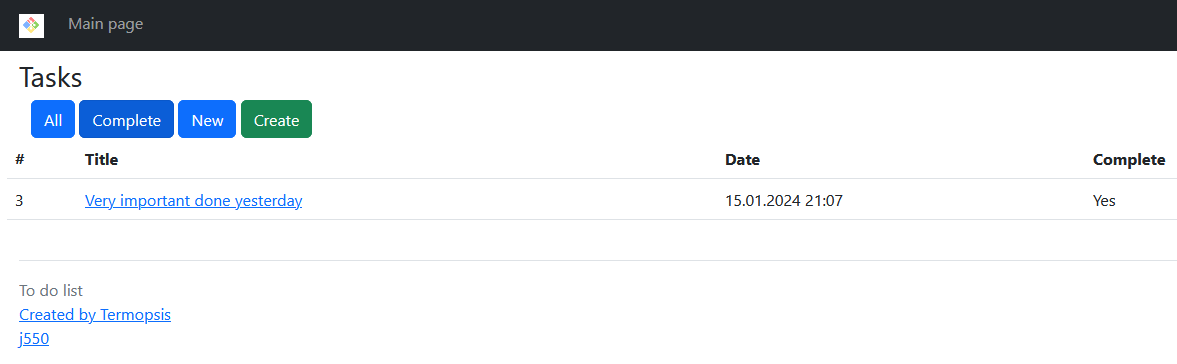 Main page
Tasks
All Complete New Create
# Title Date Complete
3 Very important done yesterday 15.01.2024 21:07 Yes
To do list
Created by Termopsis
j550